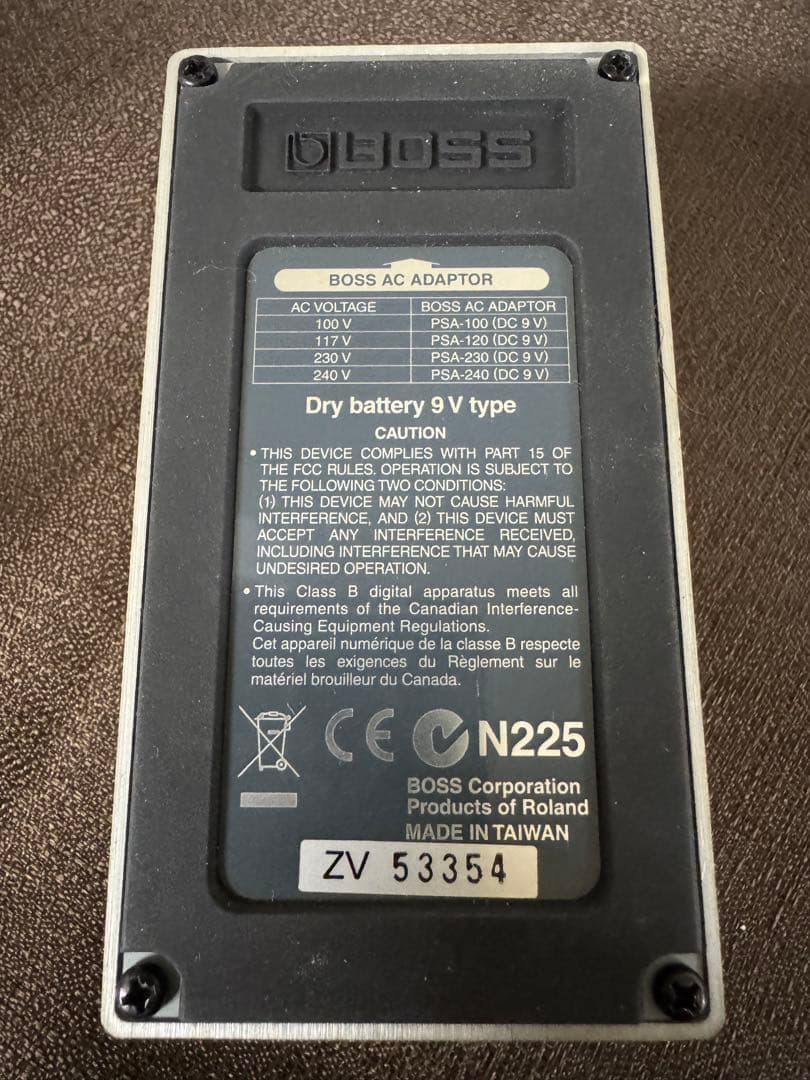 BOSS
BOSS AC ADAPTOR
AC VOLTAGE BOSS AC ADAPTOR
100 V PSA-100 (DC 9 V)
117 V PSA-120 (DC 9 V)
230 V PSA-230 (DC 9 V)
240 V PSA-240 (DC 9 V)
Dry battery 9 V type
CAUTION
• THIS DEVICE COMPLIES WITH PART 15 OF
THE FCC RULES. OPERATION IS SUBJECT TO
THE FOLLOWING TWO CONDITIONS:
(1) THIS DEVICE MAY NOT CAUSE HARMFUL
INTERFERENCE, AND (2) THIS DEVICE MUST
ACCEPT ANY INTERFERENCE RECEIVED,
INCLUDING INTERFERENCE THAT MAY CAUSE
UNDESIRED OPERATION.
• This Class B digital apparatus meets all
requirements of the Canadian Interference-
Causing Equipment Regulations.
Cet appareil numérique de la classe B respecte
toutes les exigences du Règlement sur le
matériel brouilleur du Canada.
CE N225
BOSS Corporation
Products of Roland
MADE IN TAIWAN
ZV 53354